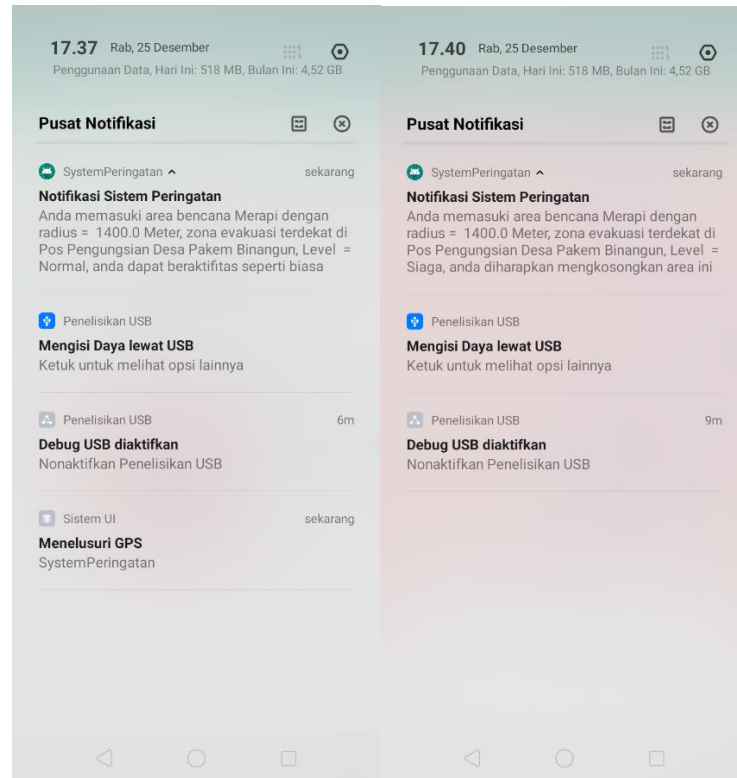 17.37 Rab, 25 Desember
Penggunaan Data, Hari Ini: 518 MB, Bulan Ini: 4,52 GB
Pusat Notifikasi
SystemPeringatan sekarang
Notifikasi Sistem Peringatan
Anda memasuki area bencana Merapi dengan
radius = 1400.0 Meter, zona evakuasi terdekat di
Pos Pengungsian Desa Pakem Binangun, Level =
Normal, anda dapat beraktifitas seperti biasa
Penelisikan USB
Mengisi Daya lewat USB
Ketuk untuk melihat opsi lainnya
Penelisikan USB 6m
Debug USB diaktifkan
Nonaktifkan Penelisikan USB
Sistem UI sekarang
Menelusuri GPS
SystemPeringatan
17.40 Rab, 25 Desember
Penggunaan Data, Hari Ini: 518 MB, Bulan Ini: 4,52 GB
Pusat Notifikasi
SystemPeringatan sekarang
Notifikasi Sistem Peringatan
Anda memasuki area bencana Merapi dengan
radius = 1400.0 Meter, zona evakuasi terdekat di
Pos Pengungsian Desa Pakem Binangun, Level =
Siaga, anda diharapkan mengkosongkan area ini
Penelisikan USB
Mengisi Daya lewat USB
Ketuk untuk melihat opsi lainnya
Penelisikan USB 9m
Debug USB diaktifkan
Nonaktifkan Penelisikan USB